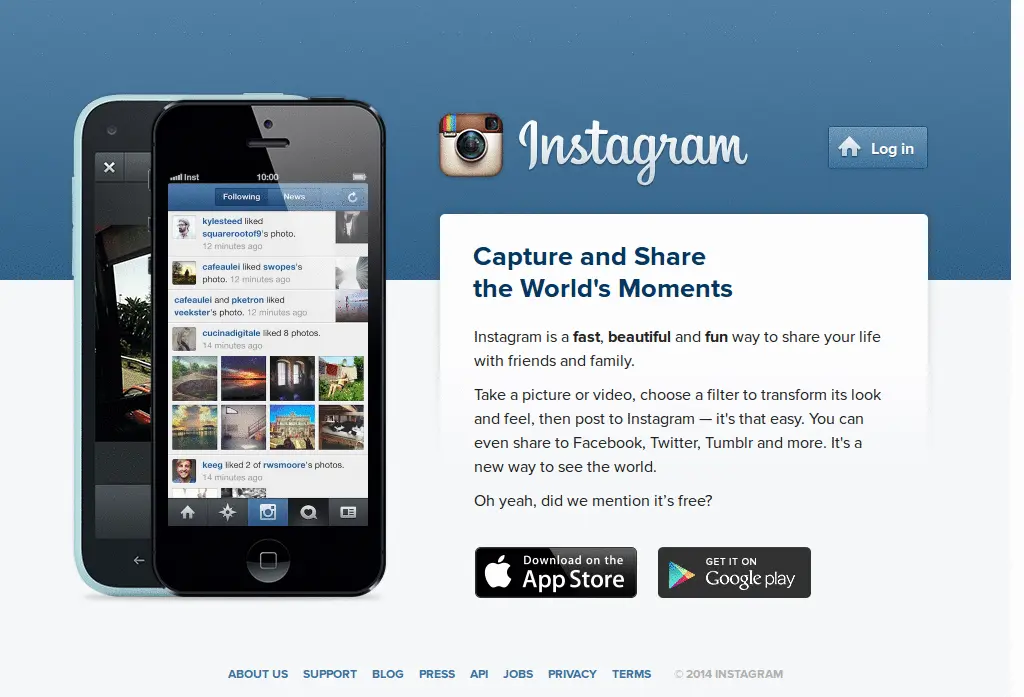 Inst 10:00
Following News
kylesteed liked
squarerootof9's photo.
12 minutes ago
cafeaulei liked swopes's
photo. 12 minutes ago
cafeaulei and pketron liked
veekster's photo. 12 minutes ago
cucinadigitale liked 8 photos.
14 minutes ago
keeg liked 2 of rwsmoore's photos.
14 minutes ago
Instagram
Log in
Capture and Share
the World's Moments
Instagram is a fast, beautiful and fun way to share your life
with friends and family.
Take a picture or video, choose a filter to transform its look
and feel, then post to Instagram — it's that easy. You can
even share to Facebook, Twitter, Tumblr and more. It's a
new way to see the world.
Oh yeah, did we mention it’s free?
Download on the
App Store
GET IT ON
Google play
ABOUT US SUPPORT BLOG PRESS API JOBS PRIVACY TERMS © 2014 INSTAGRAM